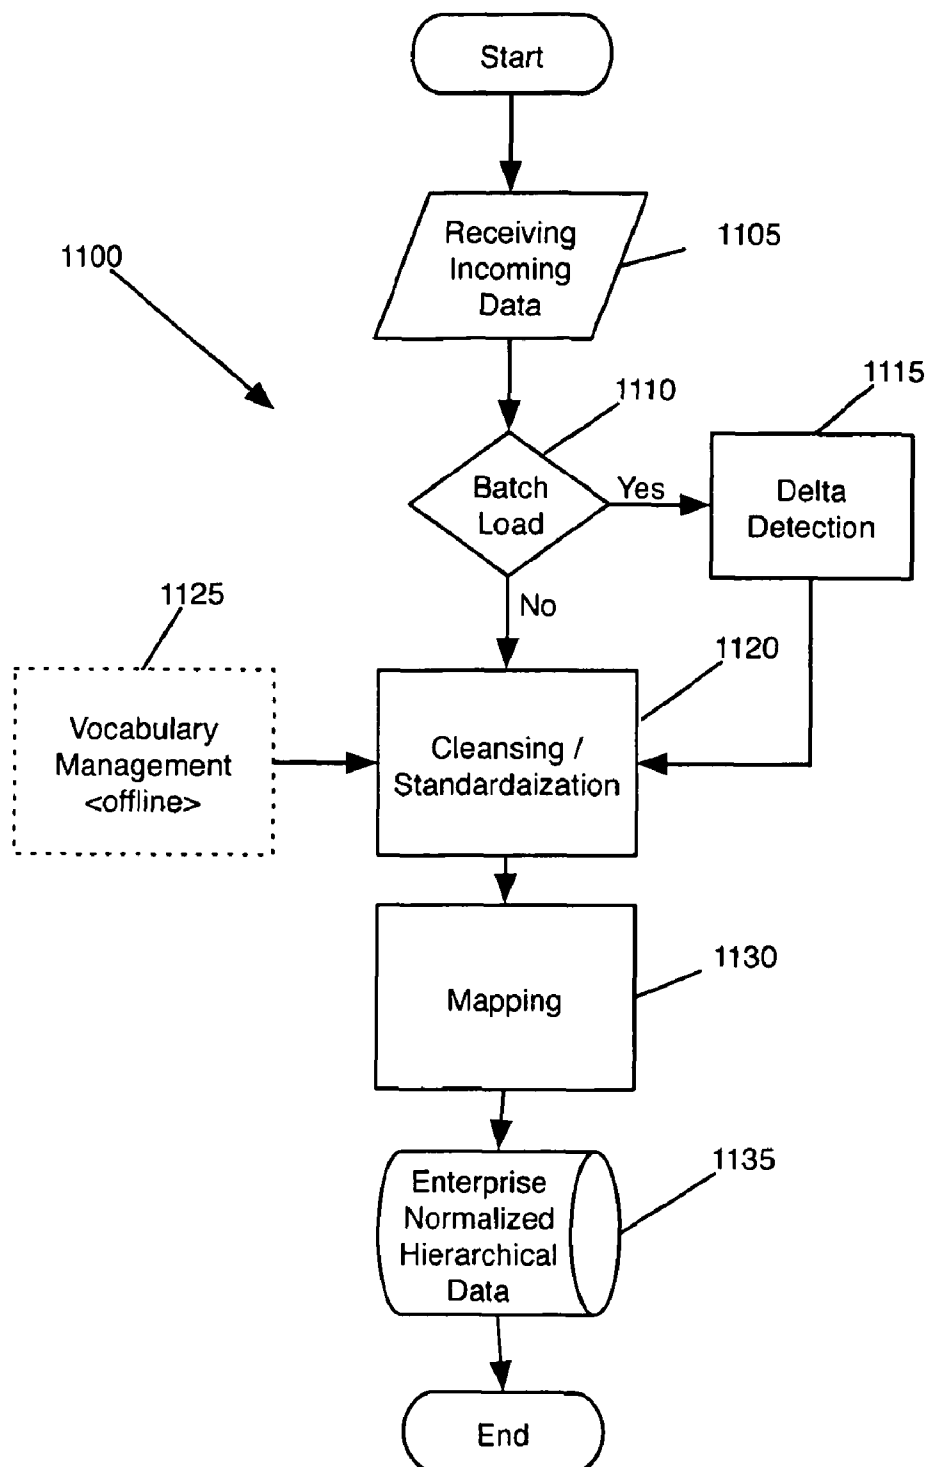 Start
Receiving
Incoming
Data
1105
1100
1110
1115
Batch
Load
Yes
Delta
Detection
No
1125
1120
Vocabulary
Management
<offline>
Cleansing /
Standardaization
1130
Mapping
1135
Enterprise
Normalized
Hierarchical
Data
End